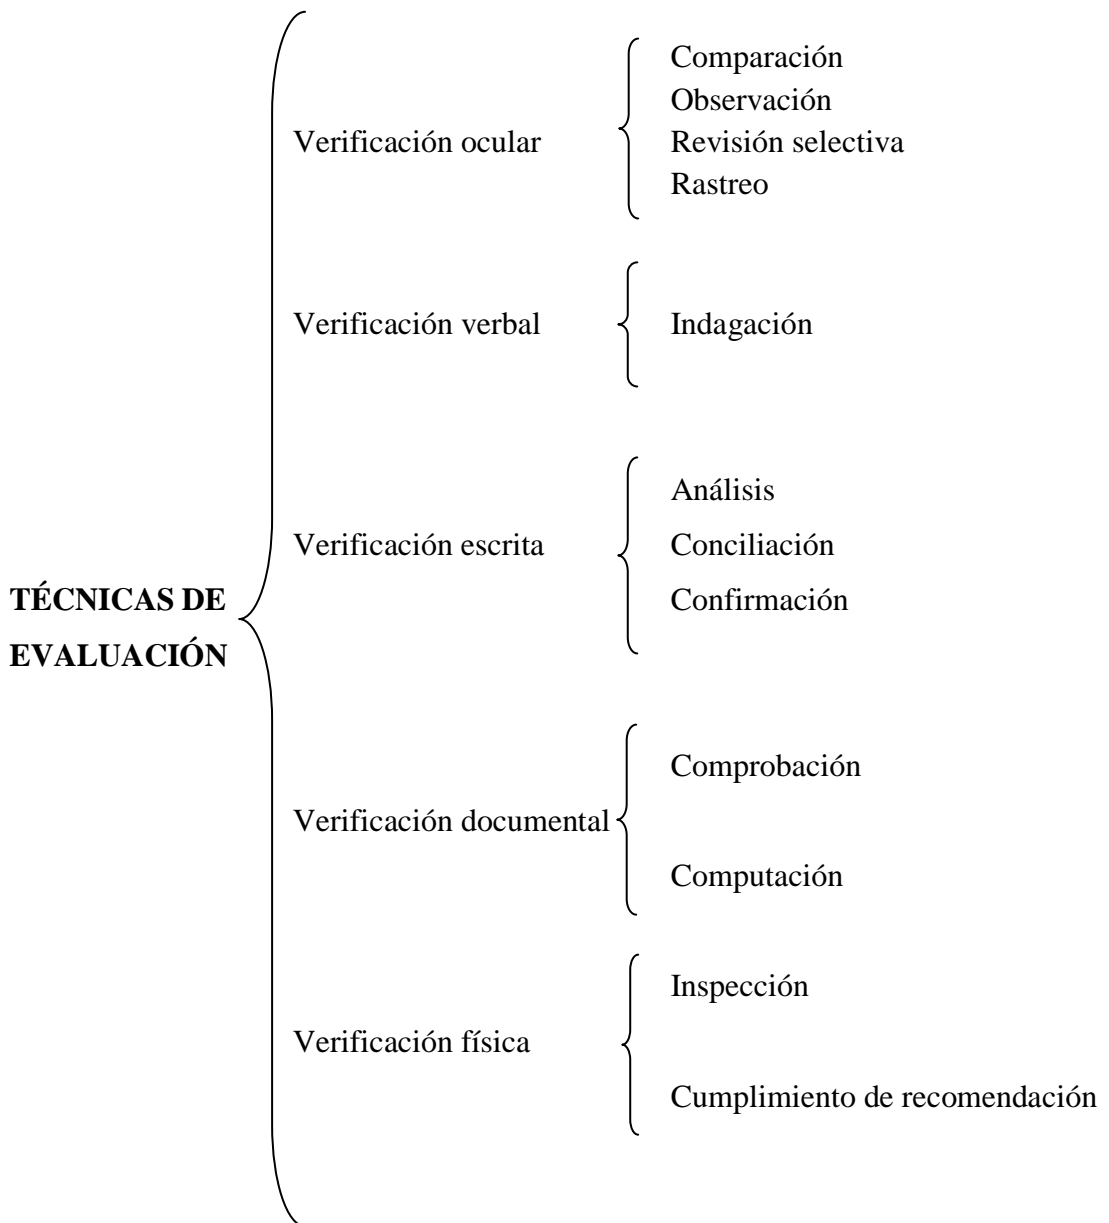 TÉCNICAS DE
EVALUACIÓN
Verificación ocular
Comparación
Observación
Revisión selectiva
Rastreo
Verificación verbal
Indagación
Verificación escrita
Análisis
Conciliación
Confirmación
Verificación documental
Comprobación
Computación
Verificación física
Inspección
Cumplimiento de recomendación